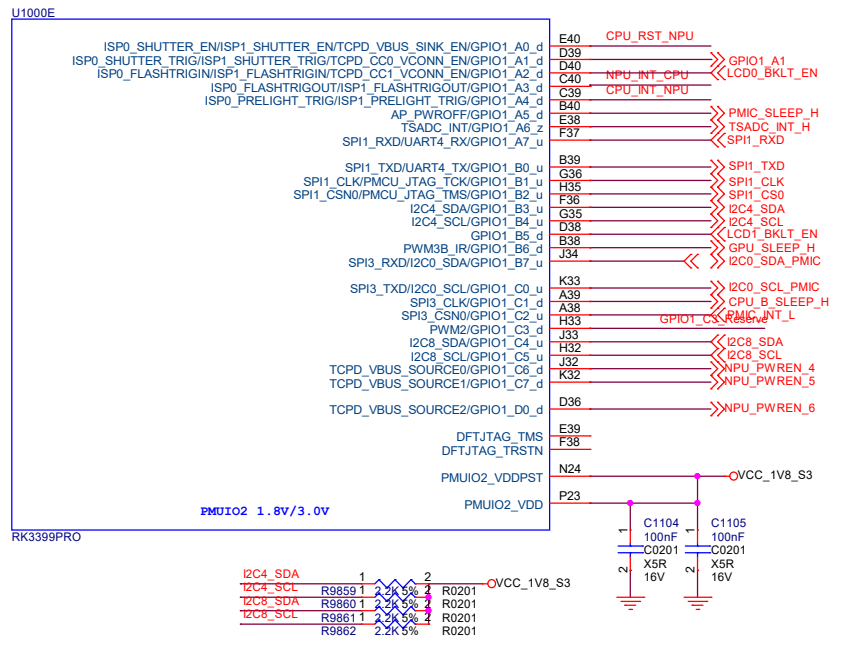 U1000E
ISP0_SHUTTER_EN/ISP1_SHUTTER_EN/TCPD_VBUS_SINK_EN/GPIO1_A0_d E40 CPU_RST_NPU
ISP0_SHUTTER_TRIG/ISP1_SHUTTER_TRIG/TCPD_CC0_VCONN_EN/GPIO1_A1_d D39 GPIO1_A1
ISP0_FLASHTRIGIN/ISP1_FLASHTRIGIN/TCPD_CC1_VCONN_EN/GPIO1_A2_d D40 LCD0_BKLT_EN
ISP0_FLASHTRIGOUT/ISP1_FLASHTRIGOUT/GPIO1_A3_d C40 NPU_INT_CPU
ISP0_PRELIGHT_TRIG/ISP1_PRELIGHT_TRIG/GPIO1_A4_d C39 CPU_INT_NPU
AP_PWROFF/GPIO1_A5_d B40 PMIC_SLEEP_H
TSADC_INT/GPIO1_A6_z E38 TSADC_INT_H
SPI1_RXD/UART4_RX/GPIO1_A7_u F37 SPI1_RXD
SPI1_TXD/UART4_TX/GPIO1_B0_u B39 SPI1_TXD
SPI1_CLK/PMCU_JTAG_TCK/GPIO1_B1_u G36 SPI1_CLK
SPI1_CSN0/PMCU_JTAG_TMS/GPIO1_B2_u H35 SPI1_CS0
I2C4_SDA/GPIO1_B3_u F36 I2C4_SDA
I2C4_SCL/GPIO1_B4_u G35 I2C4_SCL
GPIO1_B5_d D38 LCD1_BKLT_EN
PWM3B_IR/GPIO1_B6_d B38 GPU_SLEEP_H
SPI3_RXD/I2C0_SDA/GPIO1_B7_u J34 I2C0_SDA_PMIC
SPI3_TXD/I2C0_SCL/GPIO1_C0_u K33 I2C0_SCL_PMIC
SPI3_CLK/GPIO1_C1_d A39 CPU_B_SLEEP_H
SPI3_CSN0/GPIO1_C2_u A38 PMIC_INT_L
PWM2/GPIO1_C3_d H33 GPIO1_C3_Reserve
I2C8_SDA/GPIO1_C4_u J33 I2C8_SDA
I2C8_SCL/GPIO1_C5_u H32 I2C8_SCL
TCPD_VBUS_SOURCE0/GPIO1_C6_d J32 NPU_PWREN_4
TCPD_VBUS_SOURCE1/GPIO1_C7_d K32 NPU_PWREN_5
TCPD_VBUS_SOURCE2/GPIO1_D0_d D36 NPU_PWREN_6
DFTJTAG_TMS E39
DFTJTAG_TRSTN F38
PMUIO2_VDDPST N24 VCC_1V8_S3
PMUIO2_VDD P23
PMUIO2 1.8V/3.0V
RK3399PRO
1 C1104 1 C1105
100nF 100nF
C0201 C0201
2 X5R 2 X5R
16V 16V
I2C4_SDA 1 2 VCC_1V8_S3
I2C4_SCL R9859 1 2.2K 5% 2 R0201
I2C8_SDA R9860 1 2.2K 5% 2 R0201
I2C8_SCL R9861 1 2.2K 5% 2 R0201
R9862 2.2K 5% R0201